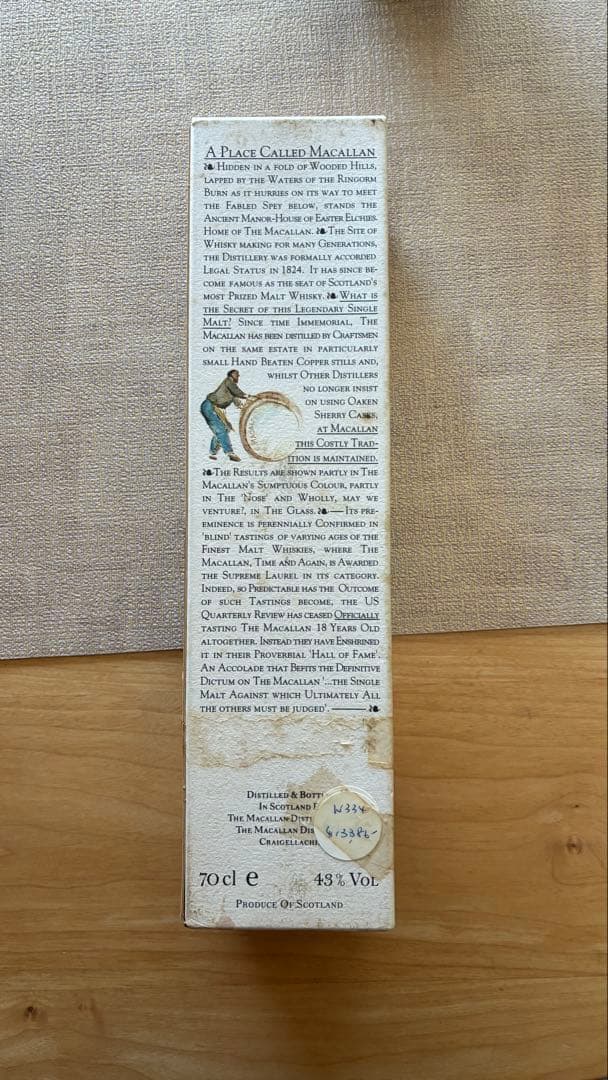 A PLACE CALLED MACALLAN
❧ HIDDEN IN A FOLD OF WOODED HILLS,
LAPPED BY THE WATERS OF THE RINGORM
BURN AS IT HURRIES ON ITS WAY TO MEET
THE FABLED SPEY BELOW, STANDS THE
ANCIENT MANOR-HOUSE OF EASTER ELCHIES.
HOME OF THE MACALLAN. ❧ THE SITE OF
WHISKY MAKING FOR MANY GENERATIONS,
THE DISTILLERY WAS FORMALLY ACCORDED
LEGAL STATUS IN 1824. IT HAS SINCE BE-
COME FAMOUS AS THE SEAT OF SCOTLAND'S
MOST PRIZED MALT WHISKY. ❧ WHAT IS
THE SECRET OF THIS LEGENDARY SINGLE
MALT? SINCE TIME IMMEMORIAL, THE
MACALLAN HAS BEEN DISTILLED BY CRAFTSMEN
ON THE SAME ESTATE IN PARTICULARLY
SMALL HAND BEATEN COPPER STILLS AND,
WHILST OTHER DISTILLERS
NO LONGER INSIST
ON USING OAKEN
SHERRY CASKS,
AT MACALLAN
THIS COSTLY TRAD-
ITION IS MAINTAINED.
❧ THE RESULTS ARE SHOWN PARTLY IN THE
MACALLAN'S SUMPTUOUS COLOUR, PARTLY
IN THE 'NOSE' AND WHOLLY, MAY WE
VENTURE?, IN THE GLASS. ❧ — ITS PRE-
EMINENCE IS PERENNIALLY CONFIRMED IN
'BLIND' TASTINGS OF VARYING AGES OF THE
FINEST MALT WHISKIES, WHERE THE
MACALLAN, TIME AND AGAIN, IS AWARDED
THE SUPREME LAUREL IN ITS CATEGORY.
INDEED, SO PREDICTABLE HAS THE OUTCOME
OF SUCH TASTINGS BECOME, THE US
QUARTERLY REVIEW HAS CEASED OFFICIALLY
TASTING THE MACALLAN 18 YEARS OLD
ALTOGETHER. INSTEAD THEY HAVE ENSHRINED
IT IN THEIR PROVERBIAL 'HALL OF FAME'.
AN ACCOLADE THAT BEFITS THE DEFINITIVE
DICTUM ON THE MACALLAN '...THE SINGLE
MALT AGAINST WHICH ULTIMATELY ALL
THE OTHERS MUST BE JUDGED'. — ❧
DISTILLED & BOTT
IN SCOTLAND
THE MACALLAN DIST
THE MACALLAN DIS
CRAIGELLACHI
W334
70 cl e 43% VOL
PRODUCE OF SCOTLAND